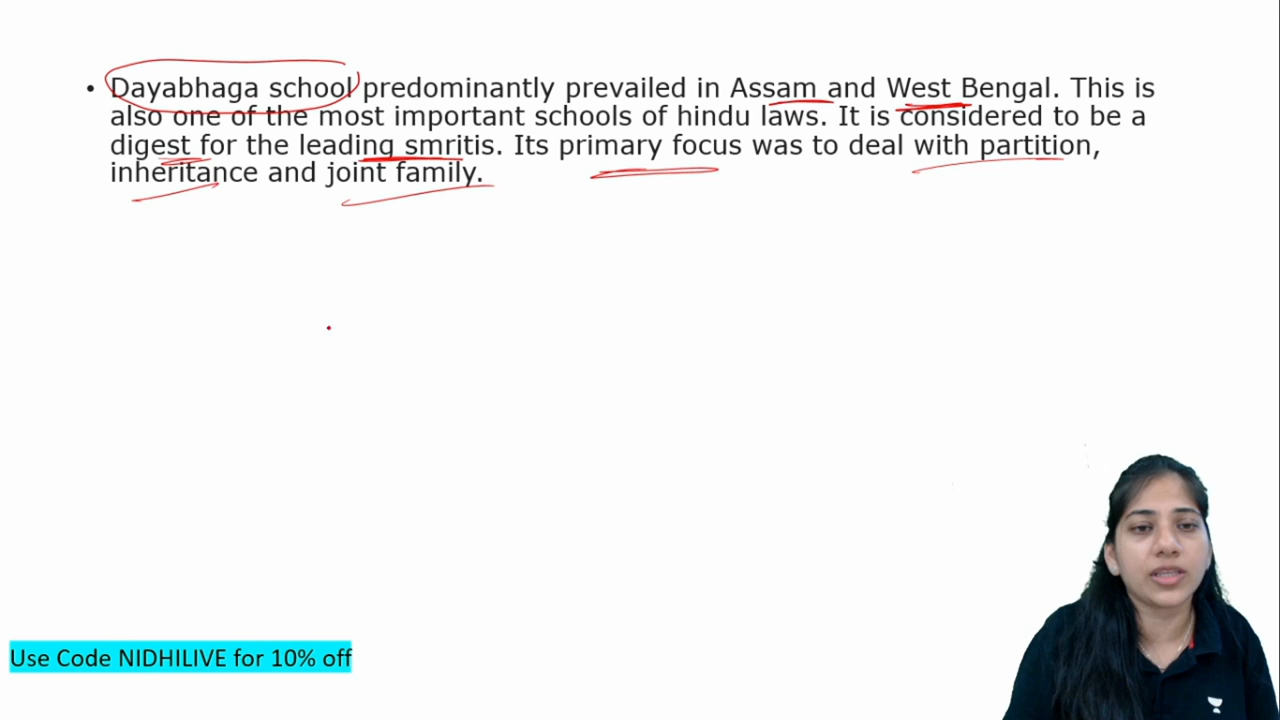 • Dayabhaga school predominantly prevailed in Assam and West Bengal. This is
also one of the most important schools of hindu laws. It is considered to be a
digest for the leading smritis. Its primary focus was to deal with partition,
inheritance and joint family.
Use Code NIDHILIVE for 10% off